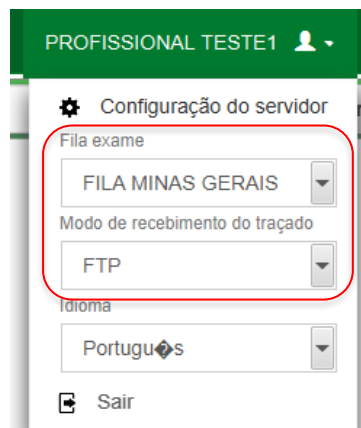 PROFISSIONAL TESTE1
Configuração do servidor
Fila exame
FILA MINAS GERAIS
Modo de recebimento do traçado
FTP
Idioma
Portugu�s
Sair